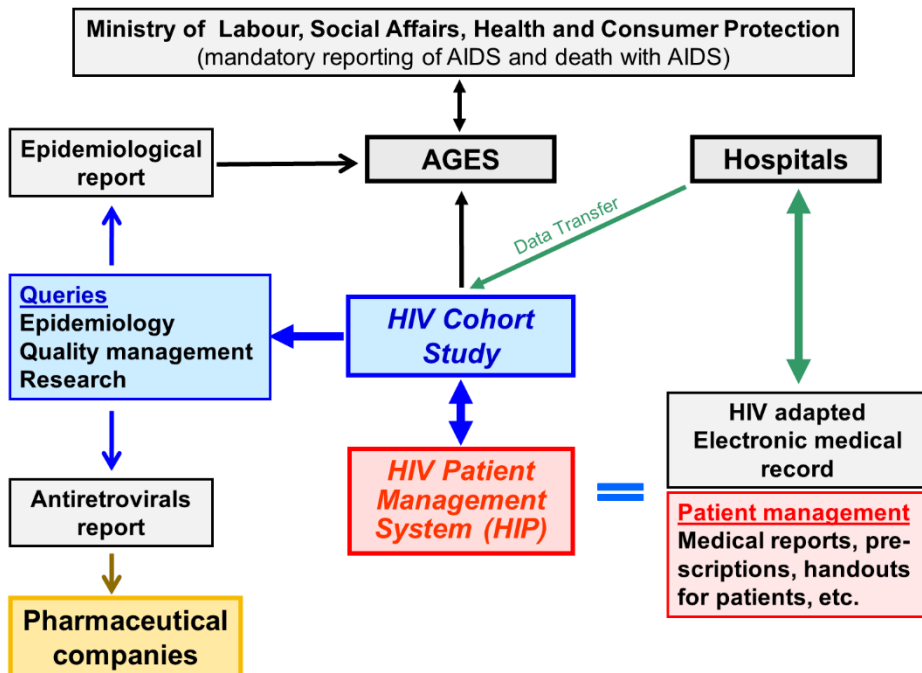 Ministry of Labour, Social Affairs, Health and Consumer Protection
(mandatory reporting of AIDS and death with AIDS)
Epidemiological
report
AGES
Hospitals
Data Transfer
Queries
Epidemiology
Quality management
Research
HIV Cohort
Study
HIV adapted
Electronic medical
record
Antiretrovirals
report
HIV Patient
Management
System (HIP)
=
Patient management
Medical reports, pre-
scriptions, handouts
for patients, etc.
Pharmaceutical
companies